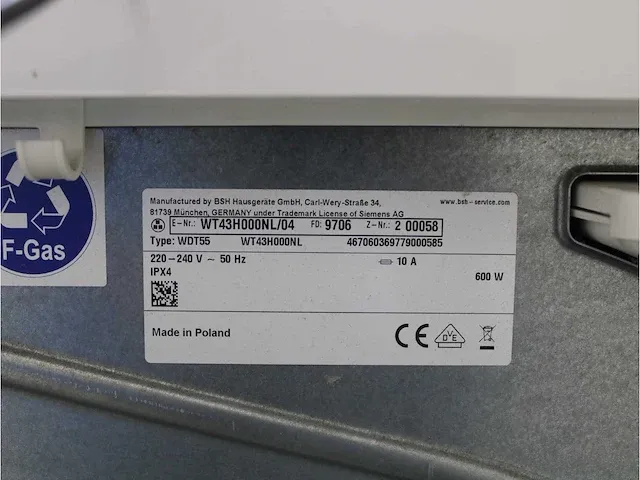 Manufactured by BSH Hausgeräte GmbH, Carl-Wery-Straße 34,
81739 München, GERMANY under Trademark License of Siemens AG
www.bsh-service.com
E-Nr.: WT43H000NL/04 FD: 9706 Z-Nr.: 2 00058
Type: WDT55 WT43H000NL 467060369779000585
220-240 V ~ 50 Hz 10 A
IPX4 600 W
Made in Poland
CE DVE
F-Gas